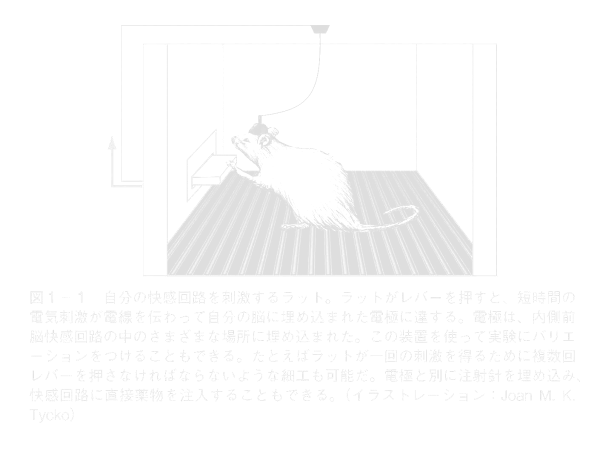 図1－1　自分の快感回路を刺激するラット。ラットがレバーを押すと、短時間の
電気刺激が電線を伝わって自分の脳に埋め込まれた電極に達する。電極は、内側前
脳快感回路の中のさまざまな場所に埋め込まれた。この装置を使って実験にバリエ
ーションをつけることもできる。たとえばラットが一回の刺激を得るために複数回
レバーを押さなければならないような細工も可能だ。電極と別に注射針を埋め込み、
快感回路に直接薬物を注入することもできる。（イラストレーション：Joan M. K.
Tycko）